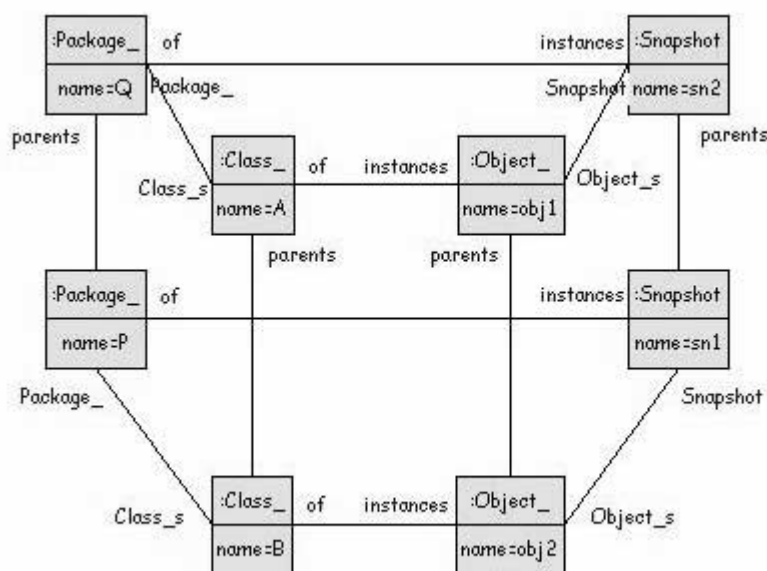 :Package_ of instances :Snapshot
name=Q Package_ Snapshot name=sn2
parents parents
:Class_ of instances :Object_
Class_s Object_s
name=A name=obj1
parents parents
:Package_ of instances :Snapshot
name=P name=sn1
Package_ Snapshot
:Class_ of instances :Object_
Class_s Object_s
name=B name=obj2